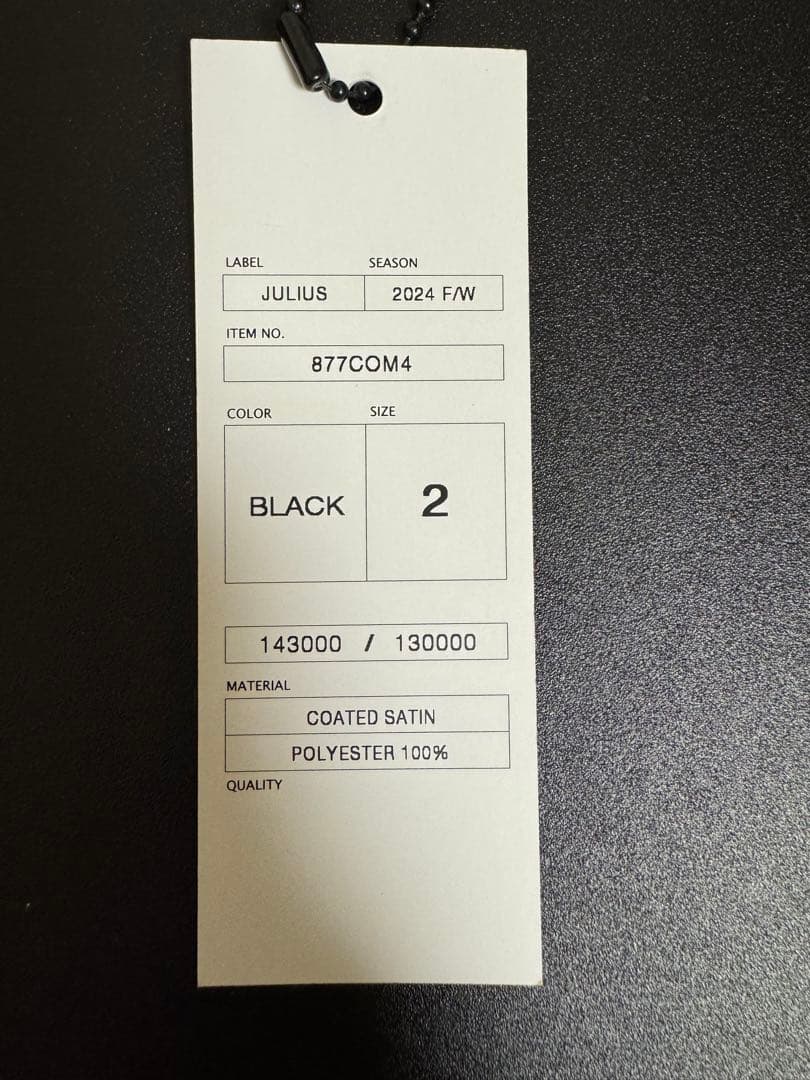 LABEL SEASON
JULIUS 2024 F/W
ITEM NO.
877COM4
COLOR SIZE
BLACK 2
143000 / 130000
MATERIAL
COATED SATIN
POLYESTER 100%
QUALITY